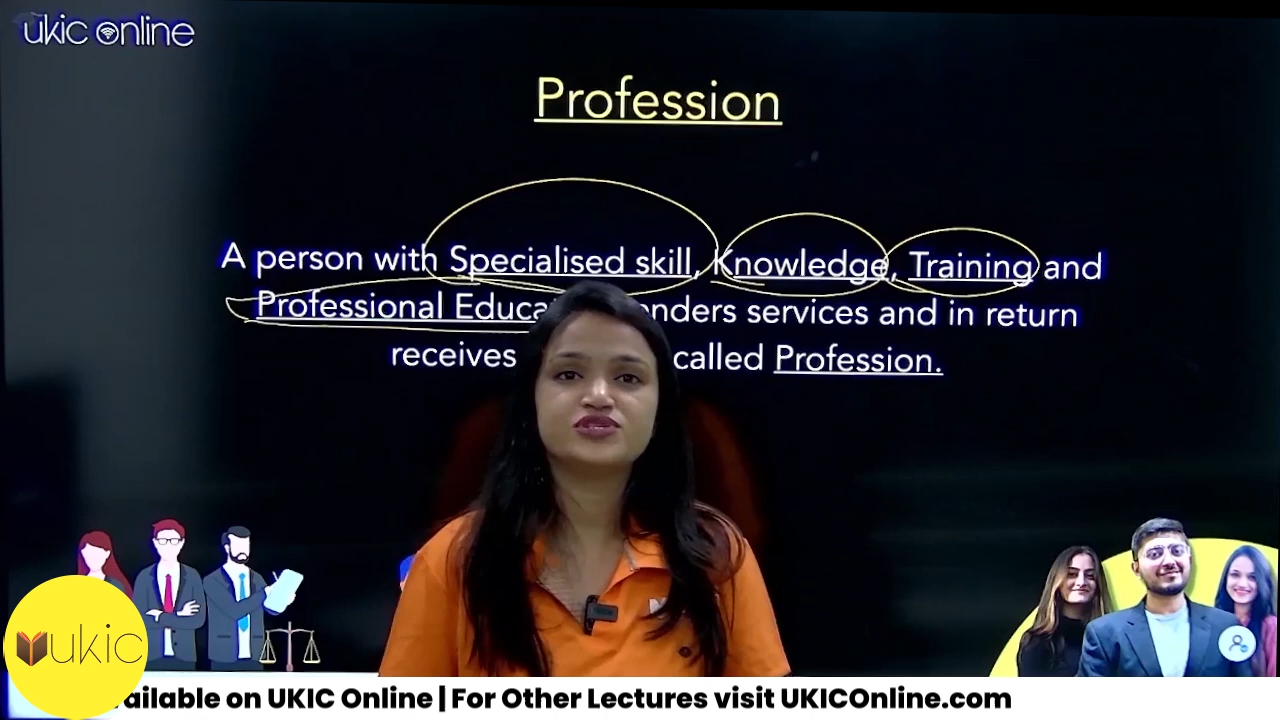 ukic online
Profession
A person with Specialised skill, Knowledge, Training and
Professional Educa enders services and in return
receives called Profession.
ukic
ailable on UKIC Online | For Other Lectures visit UKICOnline.com